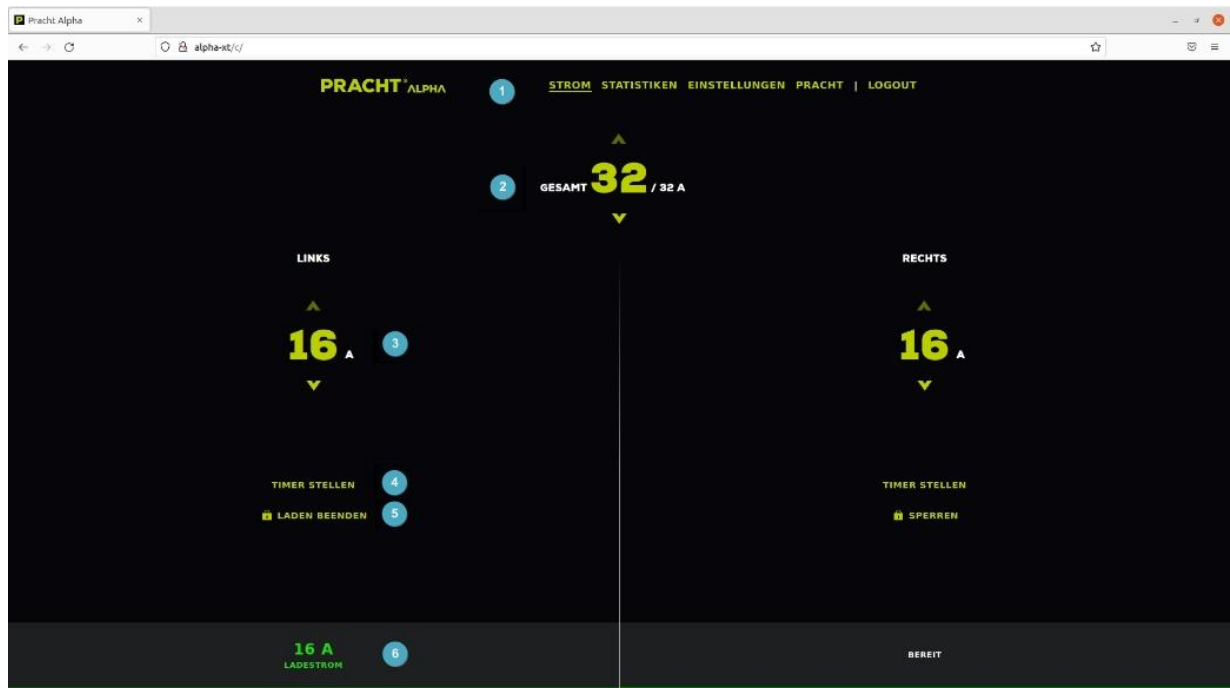 Pracht Alpha
alpha-xt/c/
PRACHT ALPHA 1 STROM STATISTIKEN EINSTELLUNGEN PRACHT | LOGOUT
2 GESAMT 32 / 32 A
LINKS RECHTS
16 A 3 16 A
TIMER STELLEN 4 TIMER STELLEN
LADEN BEENDEN 5 SPERREN
16 A
LADESTROM 6 BEREIT